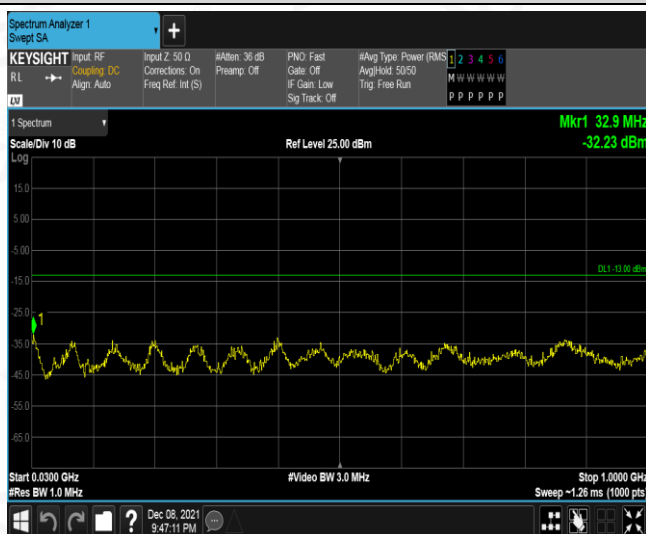 Spectrum Analyzer 1
Swept SA
KEYSIGHT
RL
LXI
Input: RF
Coupling: DC
Align: Auto
Input Z: 50 Ω
Corrections: On
Freq Ref: Int (S)
#Atten: 36 dB
Preamp: Off
PNO: Fast
Gate: Off
IF Gain: Low
Sig Track: Off
#Avg Type: Power (RMS
Avg|Hold: 50/50
Trig: Free Run
1 2 3 4 5 6
M W W W W W
P P P P P P
1 Spectrum
Scale/Div 10 dB
Ref Level 25.00 dBm
Mkr1 32.9 MHz
-32.23 dBm
Log
15.0
5.00
-5.00
DL1 -13.00 dBm
-15.0
-25.0
1
-35.0
-45.0
-55.0
-65.0
Start 0.0300 GHz
#Video BW 3.0 MHz
Stop 1.0000 GHz
#Res BW 1.0 MHz
Sweep ~1.26 ms (1000 pts)
?
Dec 08, 2021
9:47:11 PM